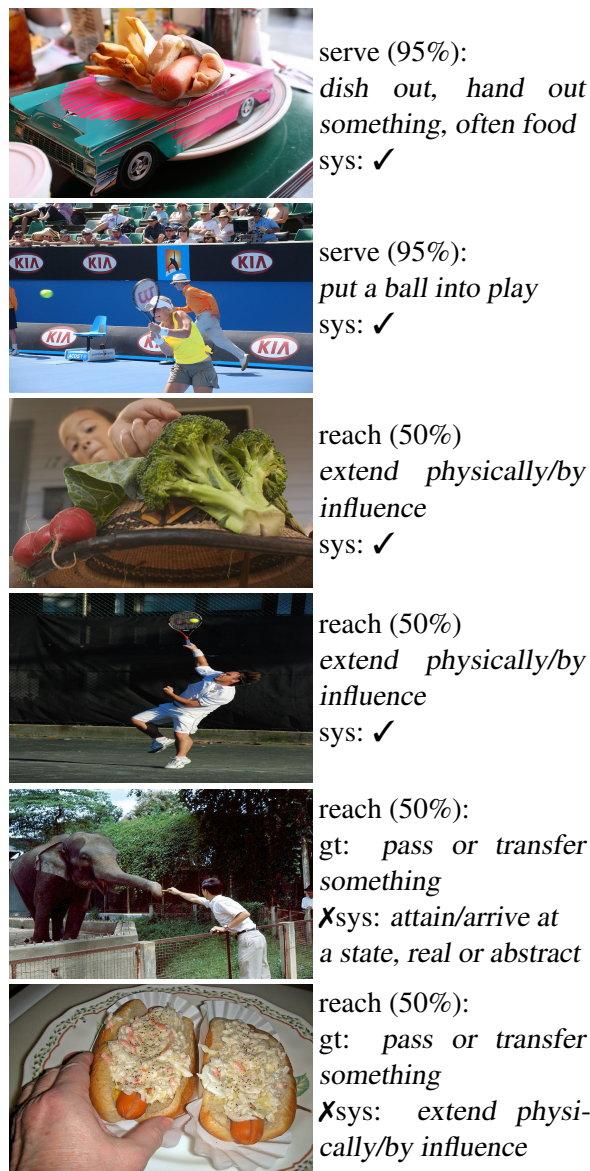 serve (95%):
dish out, hand out
something, often food
sys: ✓
KIA KIA KIA
W
KIA KIA KIA
serve (95%):
put a ball into play
sys: ✓
reach (50%)
extend physically/by
influence
sys: ✓
reach (50%)
extend physically/by
influence
sys: ✓
reach (50%):
gt: pass or transfer
something
✗sys: attain/arrive at
a state, real or abstract
reach (50%):
gt: pass or transfer
something
✗sys: extend physi-
cally/by influence